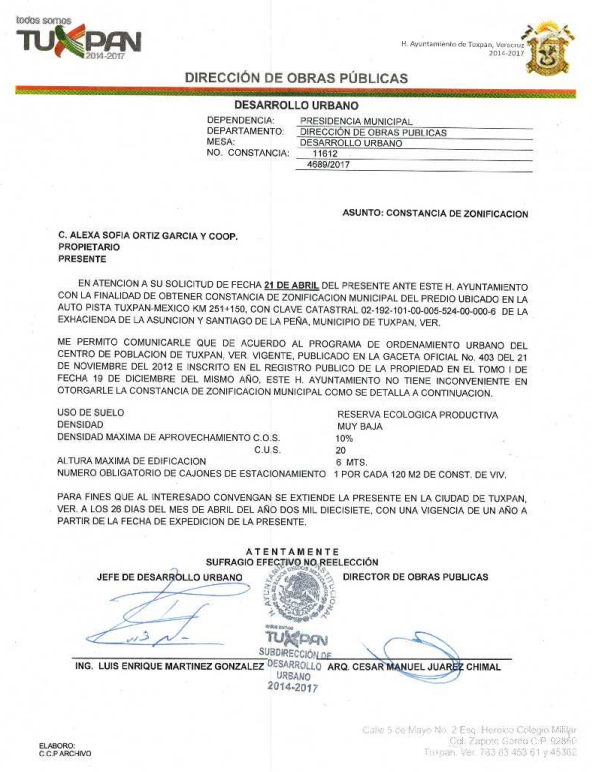 todos somos
TUXPAN
2014-2017
H. Ayuntamiento de Tuxpan, Veracruz
2014-2017
DIRECCIÓN DE OBRAS PÚBLICAS
DESARROLLO URBANO
DEPENDENCIA: PRESIDENCIA MUNICIPAL
DEPARTAMENTO: DIRECCIÓN DE OBRAS PUBLICAS
MESA: DESARROLLO URBANO
NO. CONSTANCIA: 11612
4689/2017
ASUNTO: CONSTANCIA DE ZONIFICACION
C. ALEXA SOFIA ORTIZ GARCIA Y COOP.
PROPIETARIO
PRESENTE
EN ATENCION A SU SOLICITUD DE FECHA 21 DE ABRIL DEL PRESENTE ANTE ESTE H. AYUNTAMIENTO
CON LA FINALIDAD DE OBTENER CONSTANCIA DE ZONIFICACION MUNICIPAL DEL PREDIO UBICADO EN LA
AUTO PISTA TUXPAN-MEXICO KM 251+150, CON CLAVE CATASTRAL 02-192-101-00-005-524-00-000-6 DE LA
EXHACIENDA DE LA ASUNCION Y SANTIAGO DE LA PEÑA, MUNICIPIO DE TUXPAN, VER.
ME PERMITO COMUNICARLE QUE DE ACUERDO AL PROGRAMA DE ORDENAMIENTO URBANO DEL
CENTRO DE POBLACION DE TUXPAN, VER. VIGENTE, PUBLICADO EN LA GACETA OFICIAL No. 403 DEL 21
DE NOVIEMBRE DEL 2012 E INSCRITO EN EL REGISTRO PUBLICO DE LA PROPIEDAD EN EL TOMO I DE
FECHA 19 DE DICIEMBRE DEL MISMO AÑO, ESTE H. AYUNTAMIENTO NO TIENE INCONVENIENTE EN
OTORGARLE LA CONSTANCIA DE ZONIFICACION MUNICIPAL COMO SE DETALLA A CONTINUACION.
USO DE SUELO RESERVA ECOLOGICA PRODUCTIVA
DENSIDAD MUY BAJA
DENSIDAD MAXIMA DE APROVECHAMIENTO C.O.S. 10%
C.U.S. 20
ALTURA MAXIMA DE EDIFICACION 6 MTS.
NUMERO OBLIGATORIO DE CAJONES DE ESTACIONAMIENTO 1 POR CADA 120 M2 DE CONST. DE VIV.
PARA FINES QUE AL INTERESADO CONVENGAN SE EXTIENDE LA PRESENTE EN LA CIUDAD DE TUXPAN,
VER. A LOS 26 DIAS DEL MES DE ABRIL DEL AÑO DOS MIL DIECISIETE, CON UNA VIGENCIA DE UN AÑO A
PARTIR DE LA FECHA DE EXPEDICION DE LA PRESENTE.
ATENTAMENTE
SUFRAGIO EFECTIVO NO REELECCIÓN
JEFE DE DESARROLLO URBANO DIRECTOR DE OBRAS PUBLICAS
todos somos
TUXPAN
SUBDIRECCIÓN DE
DESARROLLO
URBANO
2014-2017
ING. LUIS ENRIQUE MARTINEZ GONZALEZ ARQ. CESAR MANUEL JUAREZ CHIMAL
Calle 5 de Mayo No. 2 Esq. Heroico Colegio Militar
Col. Zapote Gordo C.P. 92860
Tuxpan, Ver. 783 83 453 61 y 45382
ELABORO:
C.C.P ARCHIVO